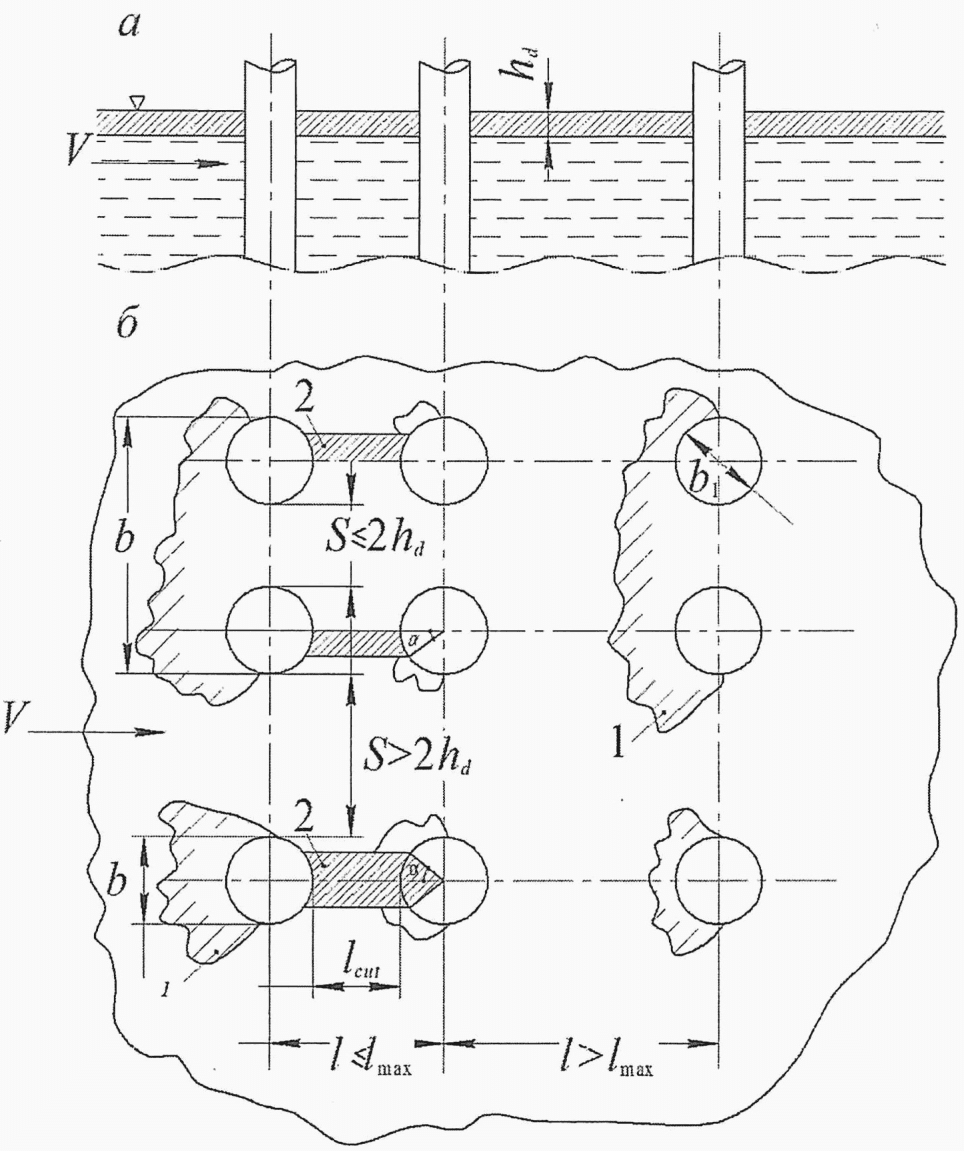 а
h_d
V
б
2
b_1
b
S≤2h_d
α
V
1
S>2h_d
2
b
α
l_cut
1
l≤l_max
l>l_max